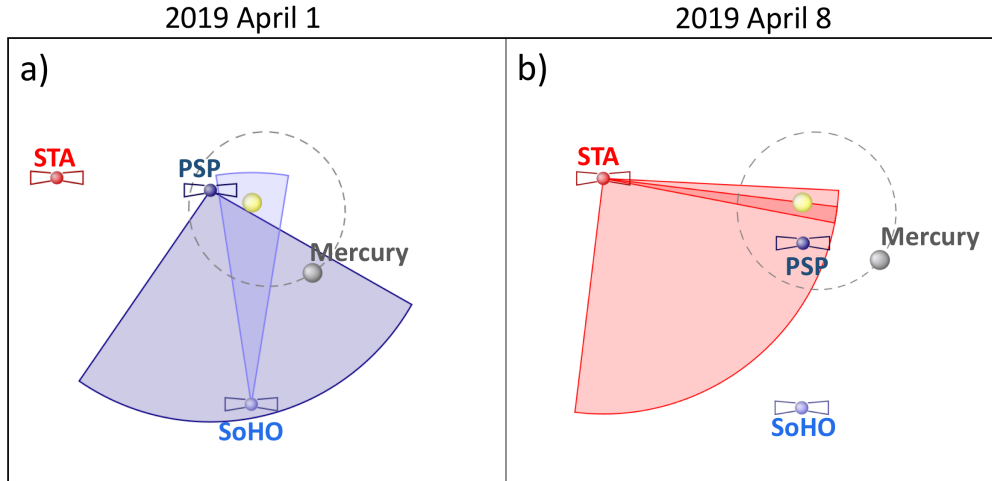 2019 April 1
2019 April 8
a)
STA
PSP
Mercury
SoHO
b)
STA
Mercury
PSP
SoHO